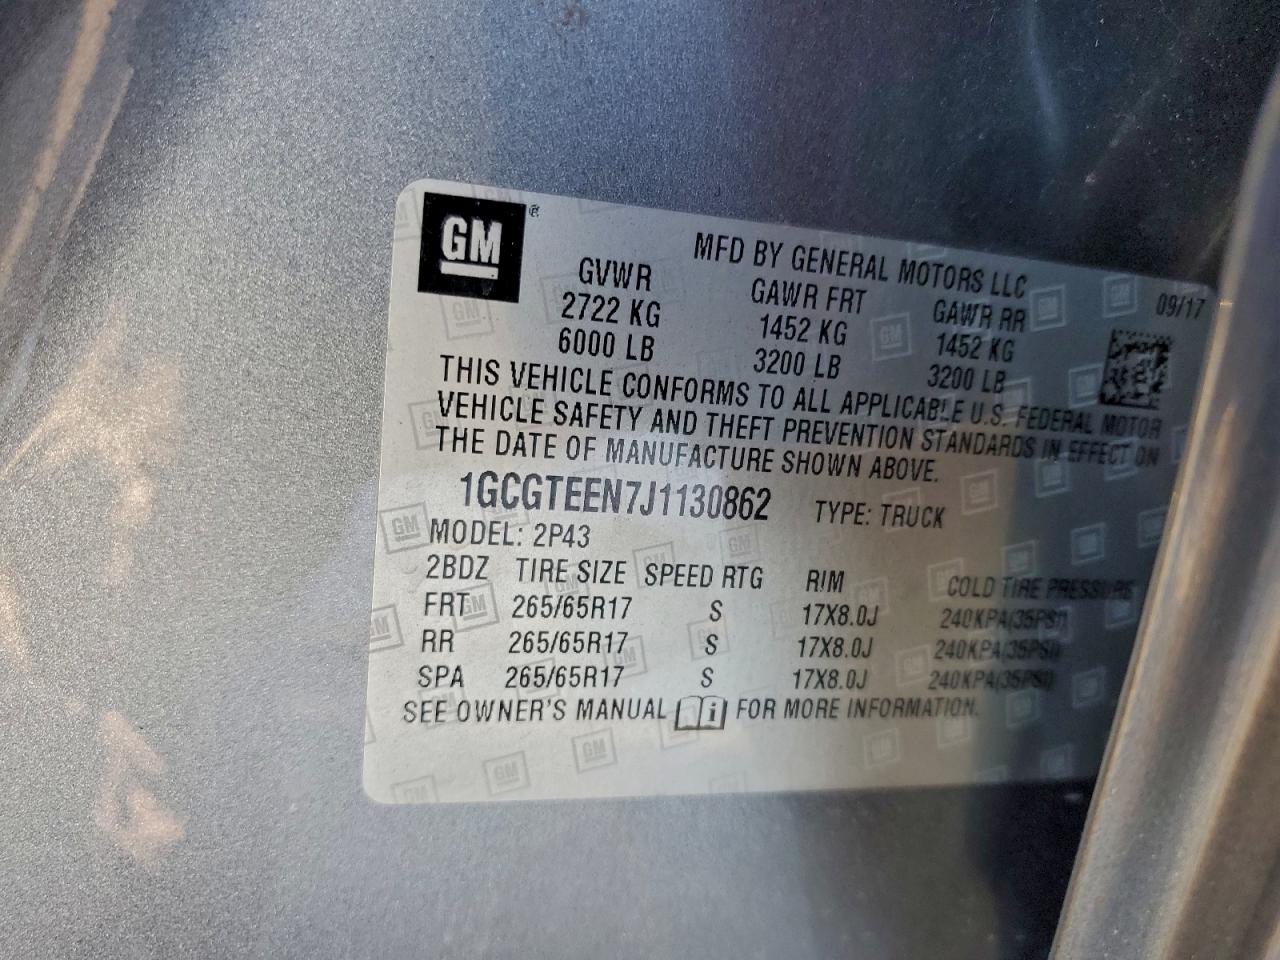 GM ®
MFD BY GENERAL MOTORS LLC
GVWR GAWR FRT GAWR RR 09/17
2722 KG 1452 KG 1452 KG
6000 LB 3200 LB 3200 LB
THIS VEHICLE CONFORMS TO ALL APPLICABLE U.S. FEDERAL MOTOR
VEHICLE SAFETY AND THEFT PREVENTION STANDARDS IN EFFECT ON
THE DATE OF MANUFACTURE SHOWN ABOVE.
1GCGTEEN7J1130862 TYPE: TRUCK
MODEL: 2P43
2BDZ TIRE SIZE SPEED RTG RIM COLD TIRE PRESSURE
FRT 265/65R17 S 17X8.0J 240KPA(35PSI)
RR 265/65R17 S 17X8.0J 240KPA(35PSI)
SPA 265/65R17 S 17X8.0J 240KPA(35PSI)
SEE OWNER'S MANUAL i FOR MORE INFORMATION.